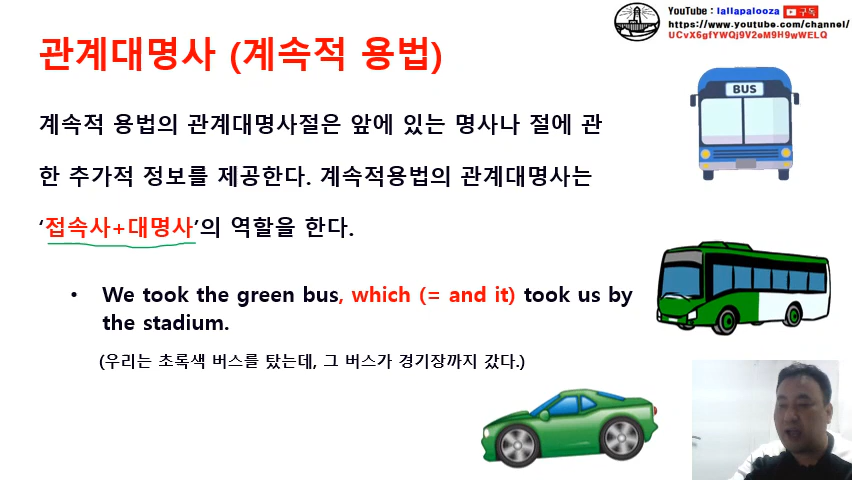 YouTube : lallapalooza 구독
https://www.youtube.com/channel/
UCvX6gfYWQj9V2eM9H9wWELQ
관계대명사 (계속적 용법)
BUS
계속적 용법의 관계대명사절은 앞에 있는 명사나 절에 관
한 추가적 정보를 제공한다. 계속적용법의 관계대명사는
‘접속사+대명사’의 역할을 한다.
• We took the green bus, which (= and it) took us by
the stadium.
(우리는 초록색 버스를 탔는데, 그 버스가 경기장까지 갔다.)